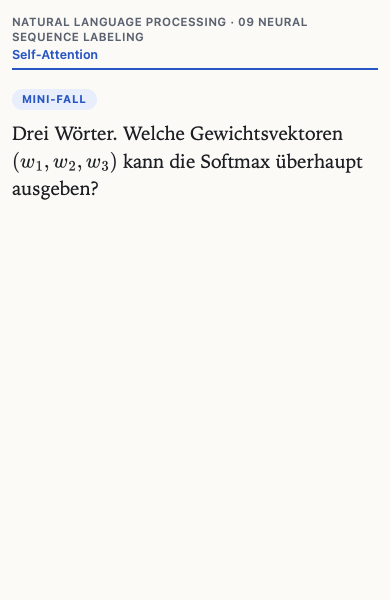 NATURAL LANGUAGE PROCESSING · 09 NEURAL
SEQUENCE LABELING
Self-Attention
MINI-FALL
Drei Wörter. Welche Gewichtsvektoren
(w₁, w₂, w₃) kann die Softmax überhaupt
ausgeben?